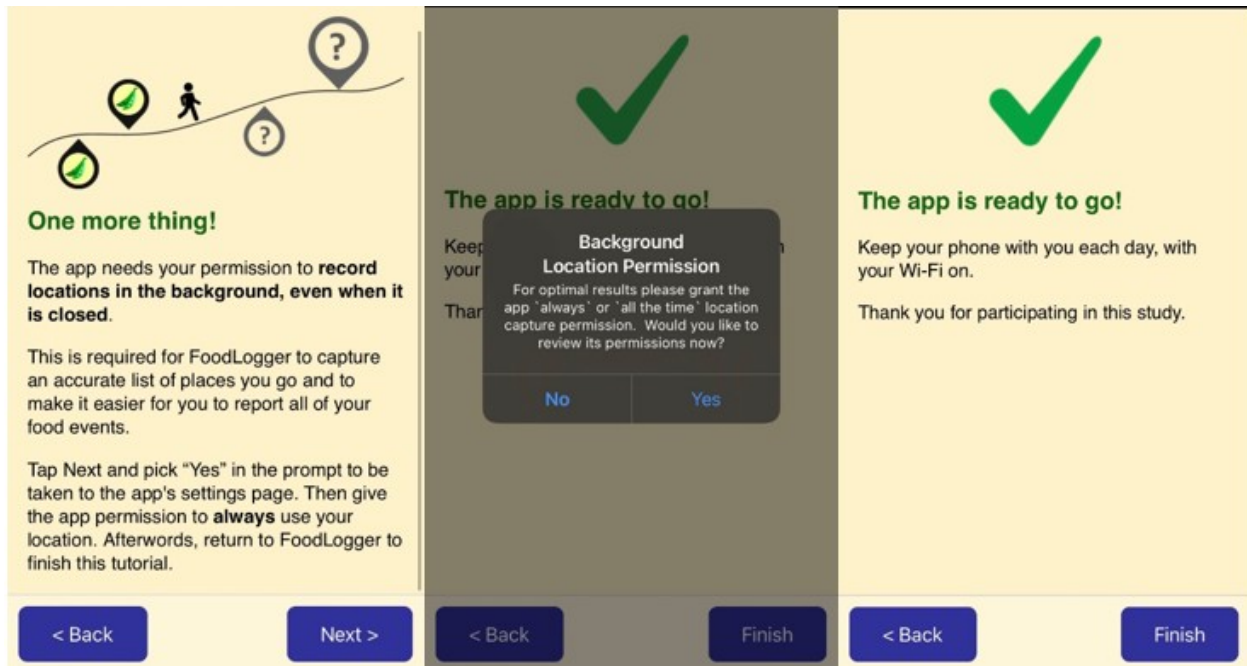 ?
?
One more thing!
The app needs your permission to record
locations in the background, even when it
is closed.
This is required for FoodLogger to capture
an accurate list of places you go and to
make it easier for you to report all of your
food events.
Tap Next and pick “Yes” in the prompt to be
taken to the app's settings page. Then give
the app permission to always use your
location. Afterwords, return to FoodLogger to
finish this tutorial.
< Back
Next >
The app is ready to go!
Keep
your
Than
Background
Location Permission
For optimal results please grant the
app `always` or `all the time` location
capture permission.  Would you like to
review its permissions now?
No
Yes
< Back
Finish
The app is ready to go!
Keep your phone with you each day, with
your Wi-Fi on.
Thank you for participating in this study.
< Back
Finish